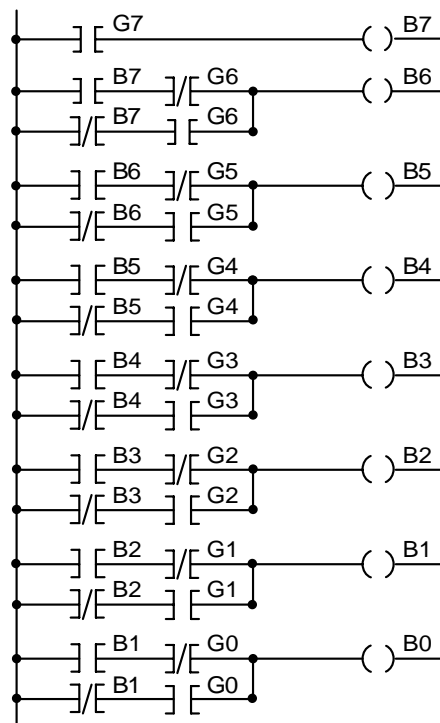 G7 B7
B7 G6 B6
B7 G6
B6 G5 B5
B6 G5
B5 G4 B4
B5 G4
B4 G3 B3
B4 G3
B3 G2 B2
B3 G2
B2 G1 B1
B2 G1
B1 G0 B0
B1 G0